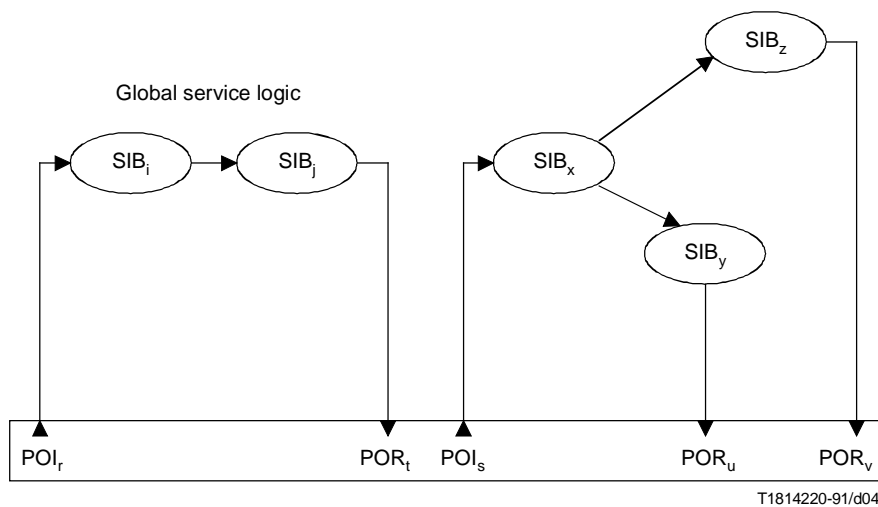 SIBz
Global service logic
SIBi
SIBj
SIBx
SIBy
POIr
PORt
POIs
PORu
PORv
T1814220-91/d04